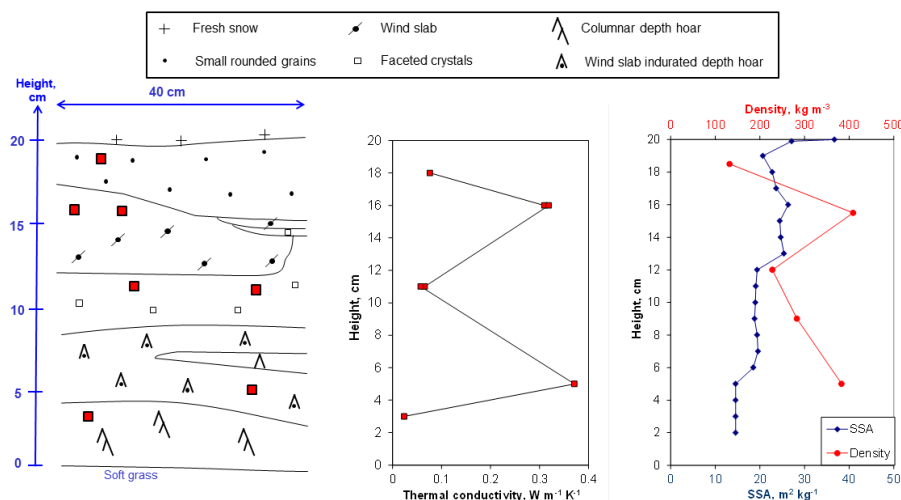 Fresh snow
Wind slab
Columnar depth hoar
Small rounded grains
Faceted crystals
Wind slab indurated depth hoar
Height,
cm
40 cm
20
15
10
5
0
Soft grass
Height, cm
20
18
16
14
12
10
8
6
4
2
0
0
0.1
0.2
0.3
0.4
Thermal conductivity, W m⁻¹ K⁻¹
Density, kg m⁻³
0
100
200
300
400
500
Height, cm
20
18
16
14
12
10
8
6
4
2
0
SSA
Density
0
10
20
30
40
50
SSA, m² kg⁻¹